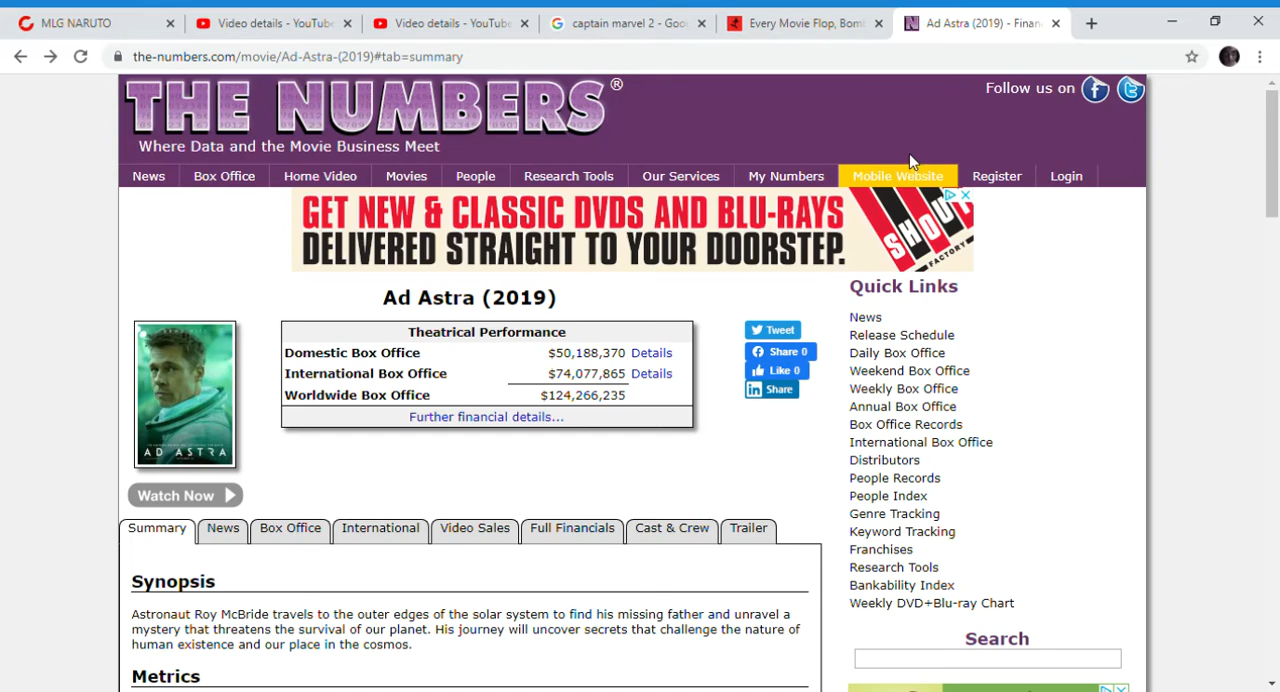 MLG NARUTO
Video details - YouTube
Video details - YouTube
captain marvel 2 - Goo
Every Movie Flop, Bom
Ad Astra (2019) - Finan
the-numbers.com/movie/Ad-Astra-(2019)#tab=summary
THE NUMBERS®
Where Data and the Movie Business Meet
Follow us on
News Box Office Home Video Movies People Research Tools Our Services My Numbers Mobile Website Register Login
GET NEW & CLASSIC DVDS AND BLU-RAYS
DELIVERED STRAIGHT TO YOUR DOORSTEP.
SHOUT
FACTORY
Ad Astra (2019)
Theatrical Performance
Domestic Box Office $50,188,370 Details
International Box Office $74,077,865 Details
Worldwide Box Office $124,266,235
Further financial details...
AD ASTRA
Watch Now
Tweet
Share 0
Like 0
Share
Quick Links
News
Release Schedule
Daily Box Office
Weekend Box Office
Weekly Box Office
Annual Box Office
Box Office Records
International Box Office
Distributors
People Records
People Index
Genre Tracking
Keyword Tracking
Franchises
Research Tools
Bankability Index
Weekly DVD+Blu-ray Chart
Search
Summary News Box Office International Video Sales Full Financials Cast & Crew Trailer
Synopsis
Astronaut Roy McBride travels to the outer edges of the solar system to find his missing father and unravel a
mystery that threatens the survival of our planet. His journey will uncover secrets that challenge the nature of
human existence and our place in the cosmos.
Metrics